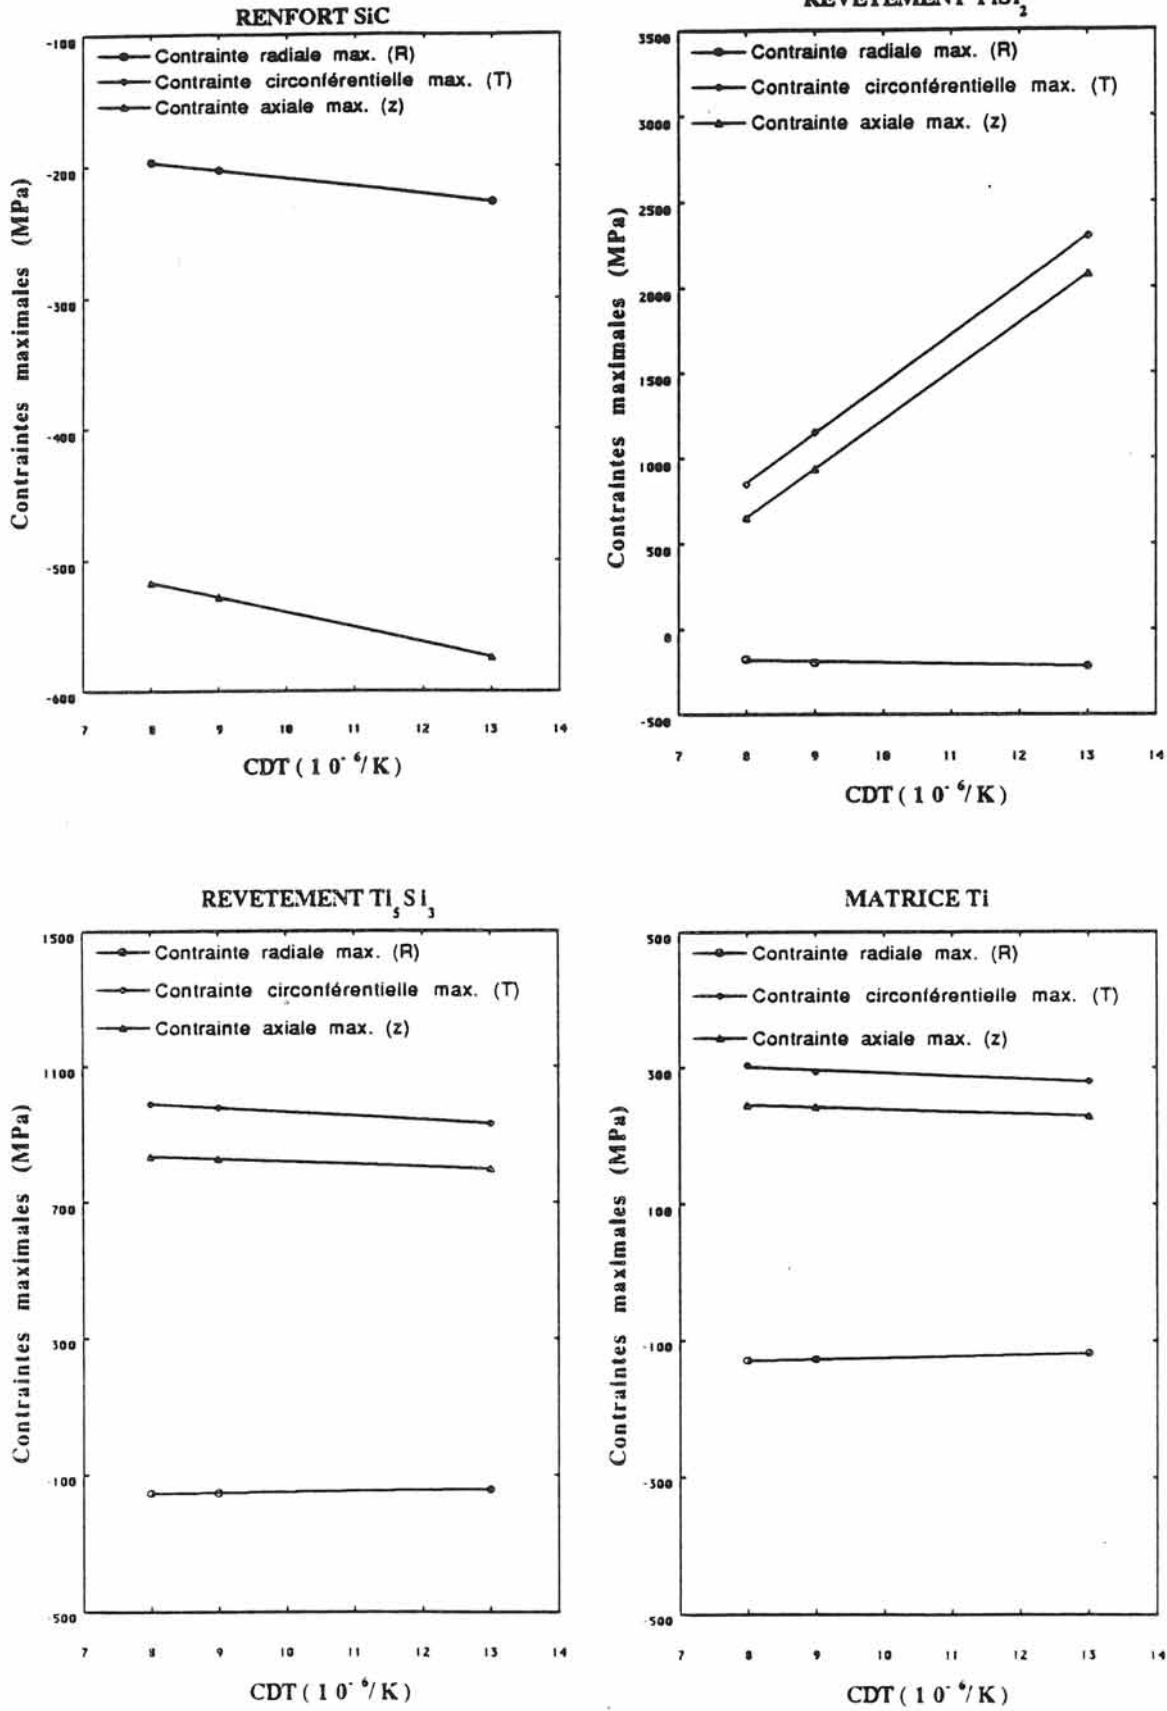 RENFORT SiC
-100
Contrainte radiale max. (R)
Contrainte circonférentielle max. (T)
Contrainte axiale max. (z)
-200
-300
-400
-500
-600
7 8 9 10 11 12 13 14
Contraintes maximales (MPa)
CDT ( 1 0⁻⁶/K )
REVETEMENT TiSi₂
3500
Contrainte radiale max. (R)
Contrainte circonférentielle max. (T)
Contrainte axiale max. (z)
3000
2500
2000
1500
1000
500
0
-500
7 8 9 10 11 12 13 14
Contraintes maximales (MPa)
CDT ( 1 0⁻⁶/K )
REVETEMENT Ti₅Si₃
1500
Contrainte radiale max. (R)
Contrainte circonférentielle max. (T)
Contrainte axiale max. (z)
1100
700
300
-100
-500
7 8 9 10 11 12 13 14
Contraintes maximales (MPa)
CDT ( 1 0⁻⁶/K )
MATRICE Ti
500
Contrainte radiale max. (R)
Contrainte circonférentielle max. (T)
Contrainte axiale max. (z)
300
100
-100
-300
-500
7 8 9 10 11 12 13 14
Contraintes maximales (MPa)
CDT ( 1 0⁻⁶/K )